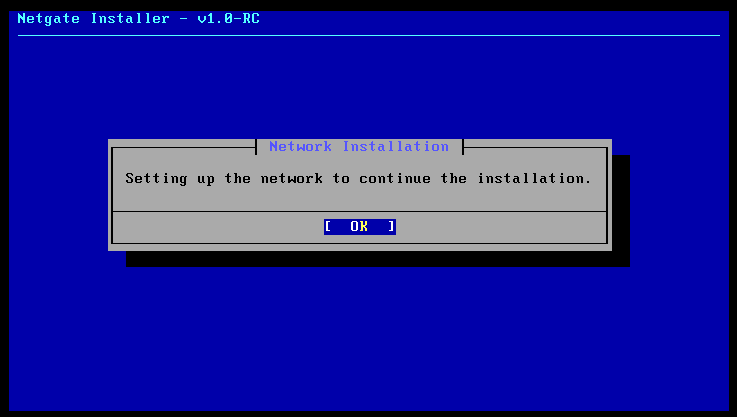 Netgate Installer - v1.0-RC
Network Installation
Setting up the network to continue the installation.
[ OK ]